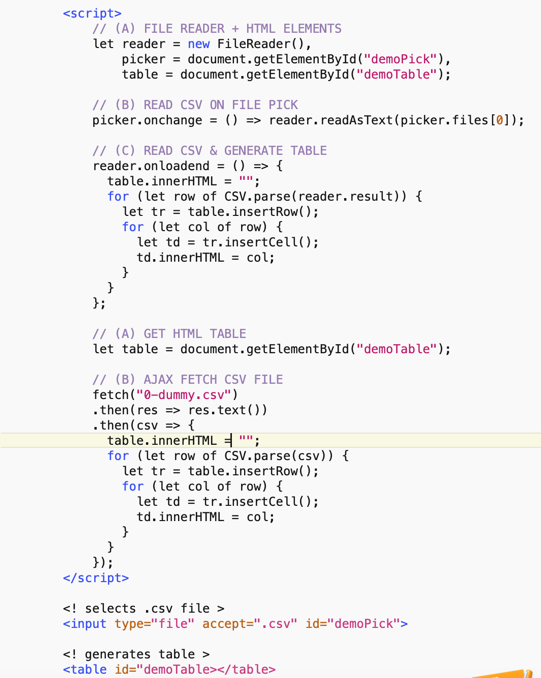 <script>
// (A) FILE READER + HTML ELEMENTS
let reader = new FileReader(),
picker = document.getElementById("demoPick"),
table = document.getElementById("demoTable");
// (B) READ CSV ON FILE PICK
picker.onchange = () => reader.readAsText(picker.files[0]);
// (C) READ CSV & GENERATE TABLE
reader.onloadend = () => {
table.innerHTML = "";
for (let row of CSV.parse(reader.result)) {
let tr = table.insertRow();
for (let col of row) {
let td = tr.insertCell();
td.innerHTML = col;
}
}
};
// (A) GET HTML TABLE
let table = document.getElementById("demoTable");
// (B) AJAX FETCH CSV FILE
fetch("0-dummy.csv")
.then(res => res.text())
.then(csv => {
table.innerHTML = "";
for (let row of CSV.parse(csv)) {
let tr = table.insertRow();
for (let col of row) {
let td = tr.insertCell();
td.innerHTML = col;
}
}
});
</script>
<! selects .csv file >
<input type="file" accept=".csv" id="demoPick">
<! generates table >
<table id="demoTable></table>